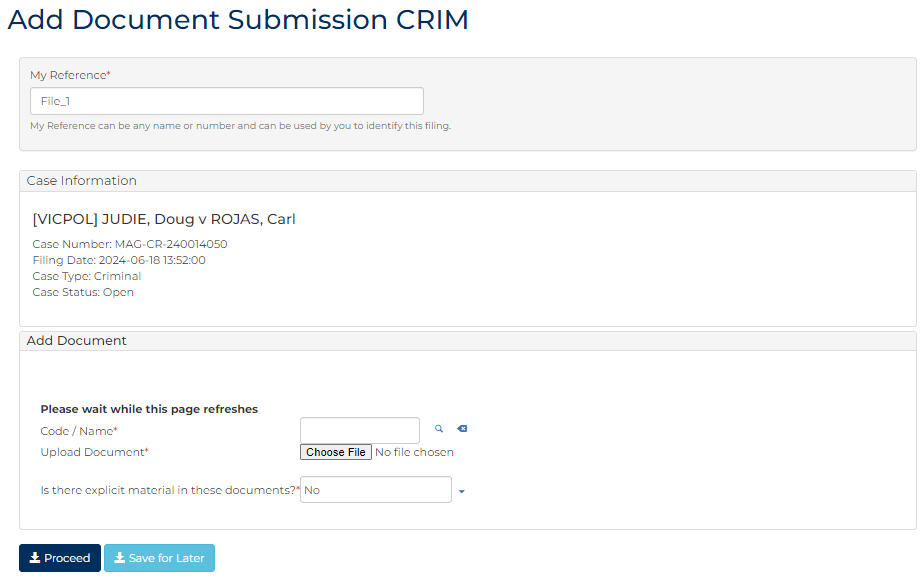 Add Document Submission CRIM
My Reference*
File_1
My Reference can be any name or number and can be used by you to identify this filing.
Case Information
[VICPOL] JUDIE, Doug v ROJAS, Carl
Case Number: MAG-CR-240014050
Filing Date: 2024-06-18 13:52:00
Case Type: Criminal
Case Status: Open
Add Document
Please wait while this page refreshes
Code / Name*
Upload Document* Choose File No file chosen
Is there explicit material in these documents?* No
Proceed Save for Later